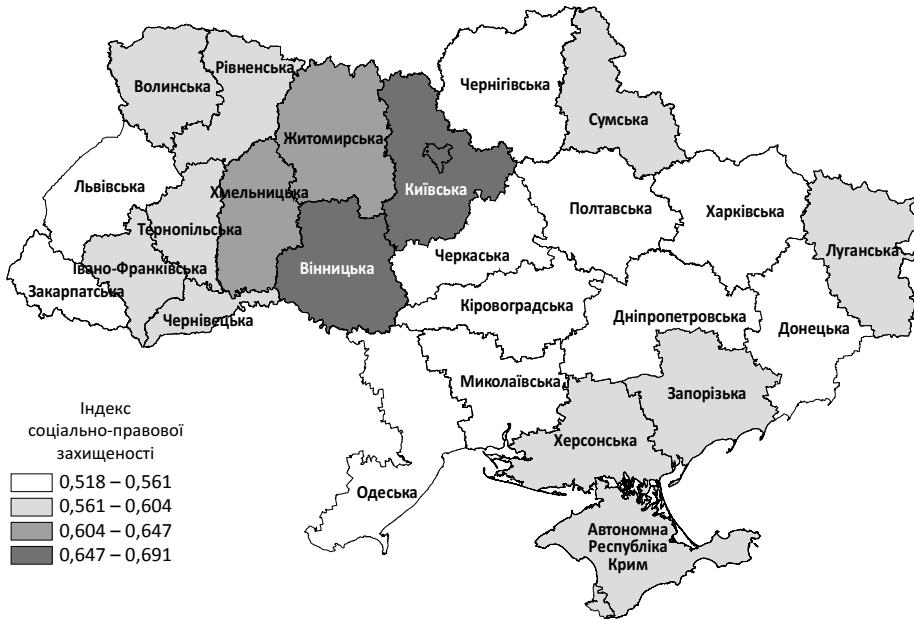 Волинська
Рівненська
Чернігівська
Сумська
Житомирська
Київська
Львівська
Хмельницька
Тернопільська
Полтавська
Харківська
Луганська
Вінницька
Черкаська
Івано-Франківська
Закарпатська
Чернівецька
Кіровоградська
Дніпропетровська
Донецька
Миколаївська
Запорізька
Херсонська
Одеська
Автономна
Республіка
Крим
Індекс
соціально-правової
захищеності
0,518 – 0,561
0,561 – 0,604
0,604 – 0,647
0,647 – 0,691